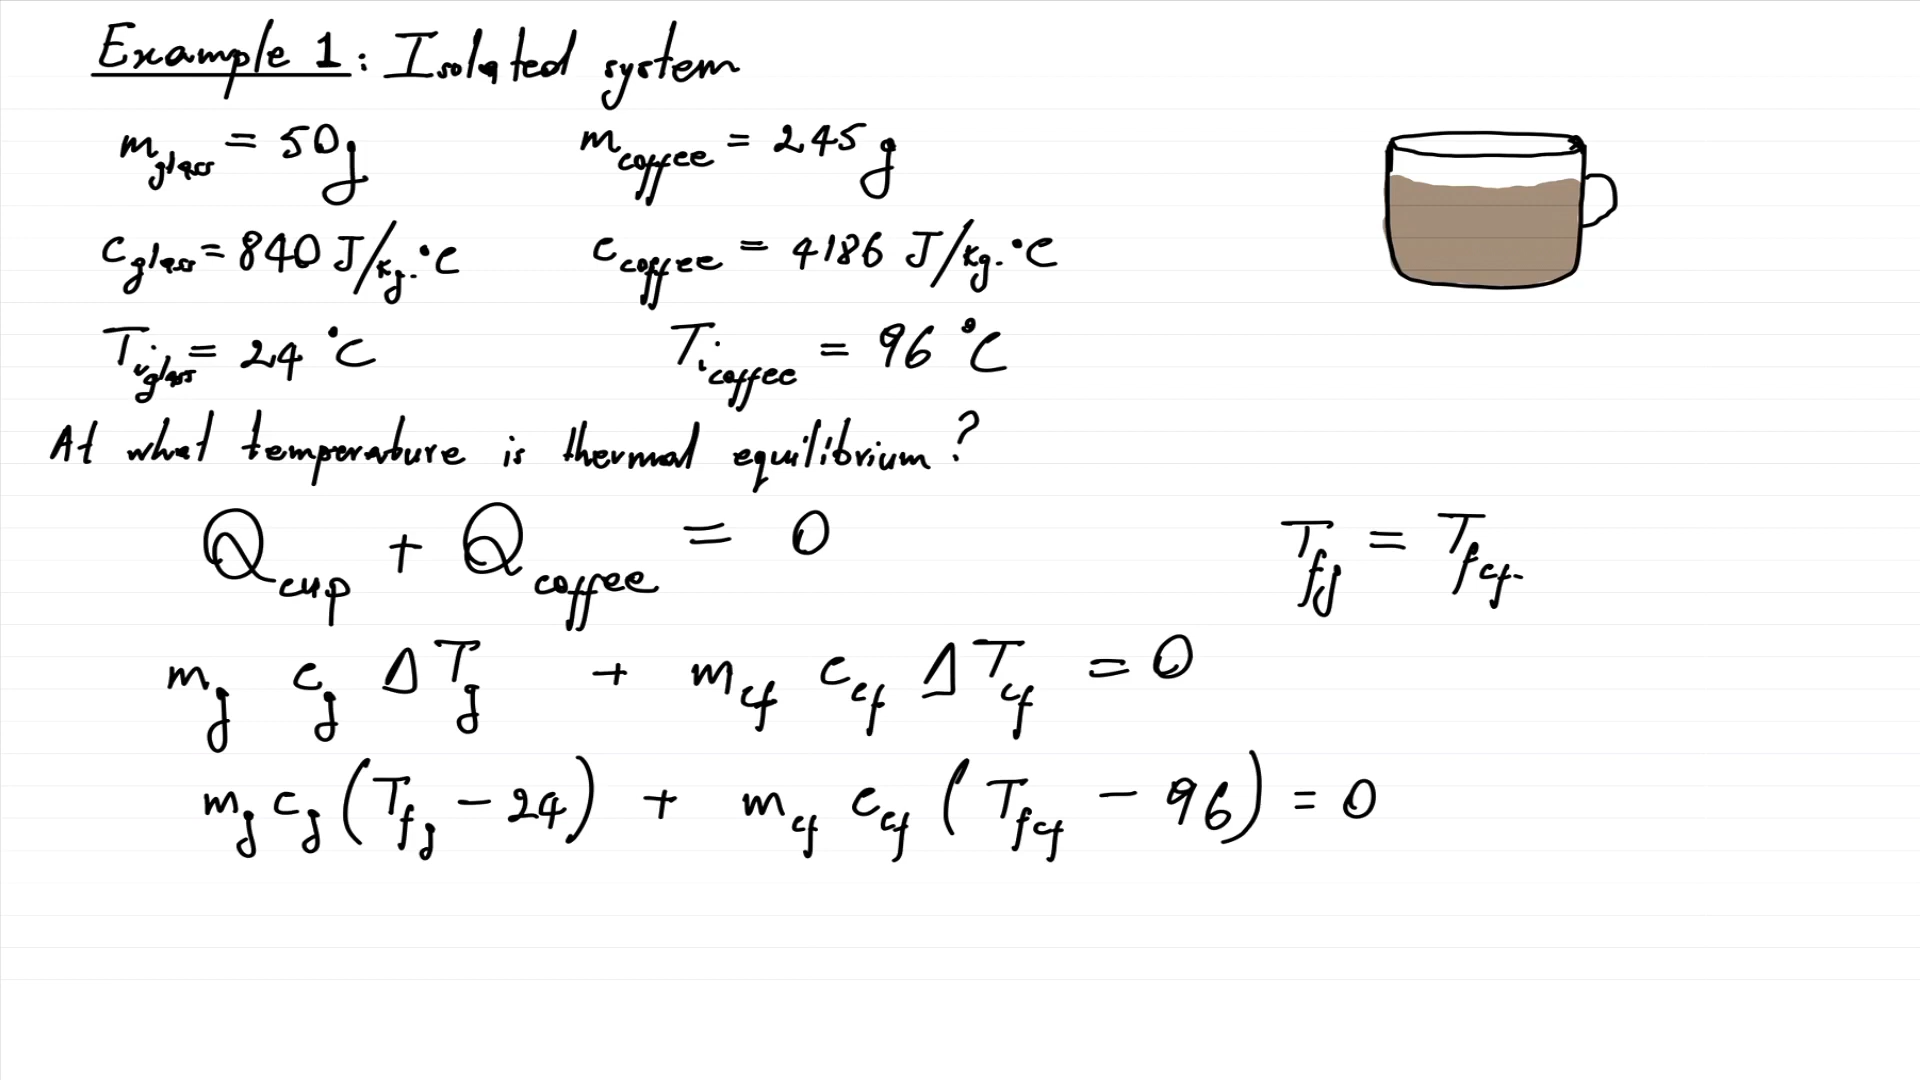 Example 1: Isolated system
m_glass = 50g m_coffee = 245 g
c_glass = 840 J/kg.°C c_coffee = 4186 J/kg.°C
T_i,glass = 24 °C T_i,coffee = 96 °C
At what temperature is thermal equilibrium?
Q_cup + Q_coffee = 0 T_fg = T_fcf.
m_g c_g ΔT_g + m_cf c_cf ΔT_cf = 0
m_g c_g (T_fg - 24) + m_cf c_cf (T_fcf - 96) = 0